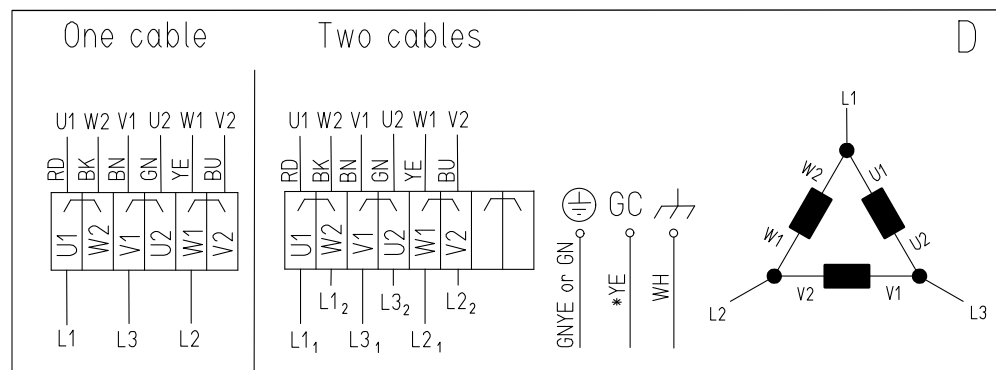 One cable
Two cables
D
U1 W2 V1 U2 W1 V2
RD BK BN GN YE BU
U1 W2 V1 U2 W1 V2
L1 L3 L2
U1 W2 V1 U2 W1 V2
RD BK BN GN YE BU
U1 W2 V1 U2 W1 V2
L1₂ L3₂ L2₂
L1₁ L3₁ L2₁
GC
GNYE or GN
*YE
WH
L1
W2 U1
W1 U2
V2 V1
L2 L3